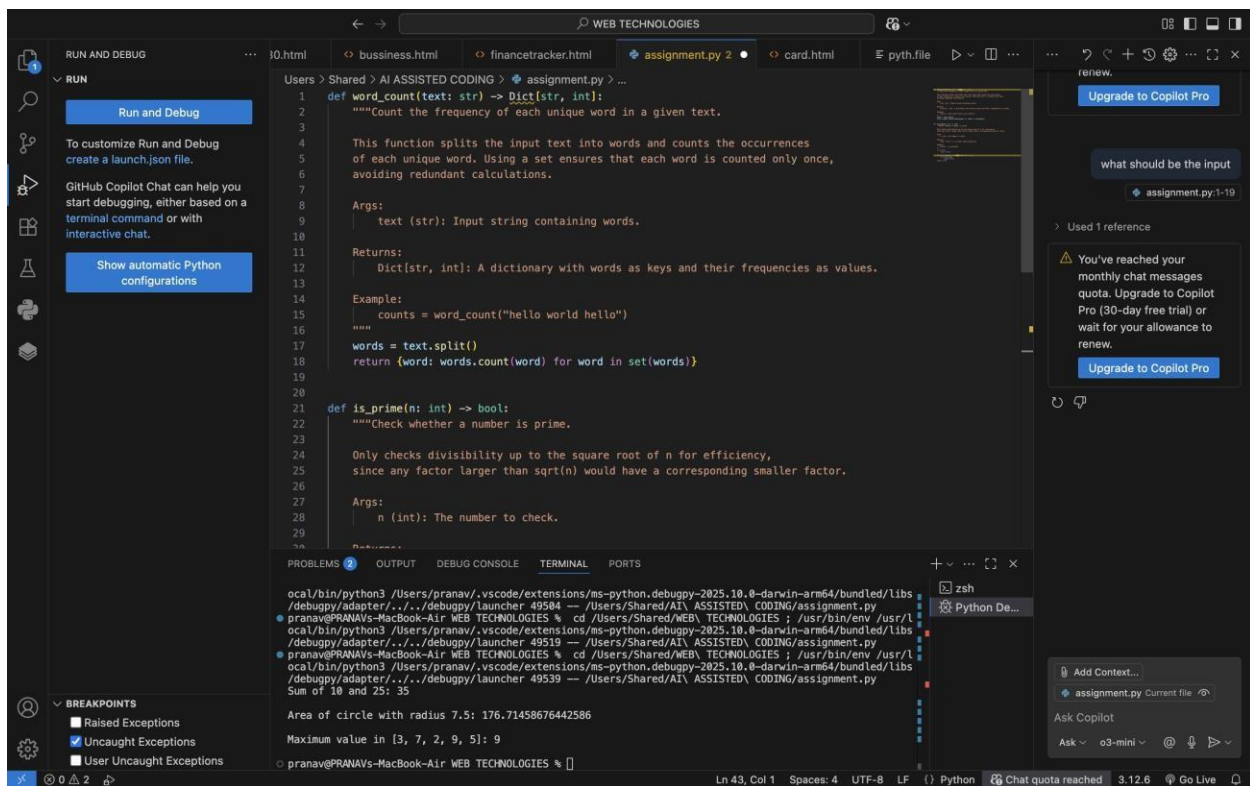 WEB TECHNOLOGIES
RUN AND DEBUG
RUN
Run and Debug
To customize Run and Debug
create a launch.json file.
GitHub Copilot Chat can help you
start debugging, either based on a
terminal command or with
interactive chat.
Show automatic Python
configurations
BREAKPOINTS
Raised Exceptions
Uncaught Exceptions
User Uncaught Exceptions
30.html <> bussiness.html <> financetracker.html assignment.py 2 ● <> card.html pyth.file
Users > Shared > AI ASSISTED CODING > assignment.py > ...
1 def word_count(text: str) -> Dict[str, int]:
2 """Count the frequency of each unique word in a given text.
3
4 This function splits the input text into words and counts the occurrences
5 of each unique word. Using a set ensures that each word is counted only once,
6 avoiding redundant calculations.
7
8 Args:
9 text (str): Input string containing words.
10
11 Returns:
12 Dict[str, int]: A dictionary with words as keys and their frequencies as values.
13
14 Example:
15 counts = word_count("hello world hello")
16 """
17 words = text.split()
18 return {word: words.count(word) for word in set(words)}
19
20
21 def is_prime(n: int) -> bool:
22 """Check whether a number is prime.
23
24 Only checks divisibility up to the square root of n for efficiency,
25 since any factor larger than sqrt(n) would have a corresponding smaller factor.
26
27 Args:
28 n (int): The number to check.
29
30 Returns:
PROBLEMS 2 OUTPUT DEBUG CONSOLE TERMINAL PORTS
ocal/bin/python3 /Users/pranav/.vscode/extensions/ms-python.debugpy-2025.10.0-darwin-arm64/bundled/libs
/debugpy/adapter/../../debugpy/launcher 49504 -- /Users/Shared/AI\ ASSISTED\ CODING/assignment.py
pranav@PRANAVs-MacBook-Air WEB TECHNOLOGIES % cd /Users/Shared/WEB\ TECHNOLOGIES ; /usr/bin/env /usr/l
ocal/bin/python3 /Users/pranav/.vscode/extensions/ms-python.debugpy-2025.10.0-darwin-arm64/bundled/libs
/debugpy/adapter/../../debugpy/launcher 49519 -- /Users/Shared/AI\ ASSISTED\ CODING/assignment.py
pranav@PRANAVs-MacBook-Air WEB TECHNOLOGIES % cd /Users/Shared/WEB\ TECHNOLOGIES ; /usr/bin/env /usr/l
ocal/bin/python3 /Users/pranav/.vscode/extensions/ms-python.debugpy-2025.10.0-darwin-arm64/bundled/libs
/debugpy/adapter/../../debugpy/launcher 49539 -- /Users/Shared/AI\ ASSISTED\ CODING/assignment.py
Sum of 10 and 25: 35
Area of circle with radius 7.5: 176.71458676442586
Maximum value in [3, 7, 2, 9, 5]: 9
pranav@PRANAVs-MacBook-Air WEB TECHNOLOGIES %
zsh
Python De...
renew.
Upgrade to Copilot Pro
what should be the input
assignment.py:1-19
Used 1 reference
You've reached your
monthly chat messages
quota. Upgrade to Copilot
Pro (30-day free trial) or
wait for your allowance to
renew.
Upgrade to Copilot Pro
Add Context...
assignment.py Current file
Ask Copilot
Ask o3-mini @
0 2 Ln 43, Col 1 Spaces: 4 UTF-8 LF {} Python Chat quota reached 3.12.6 Go Live